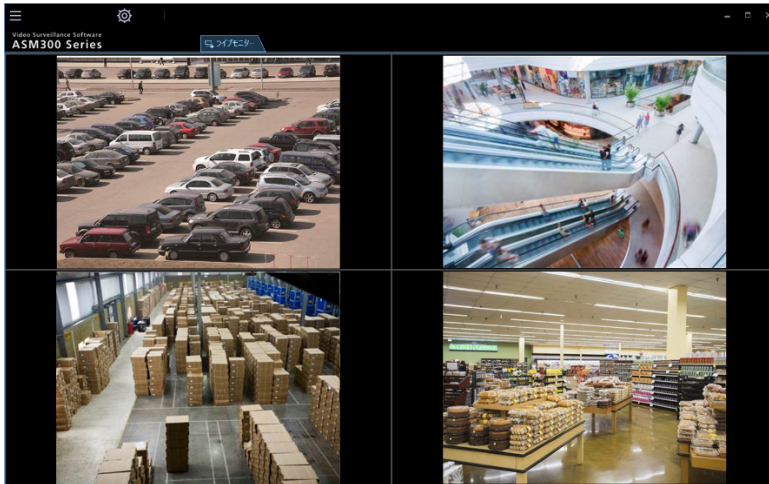 Video Surveillance Software
ASM300 Series
ライブモニター